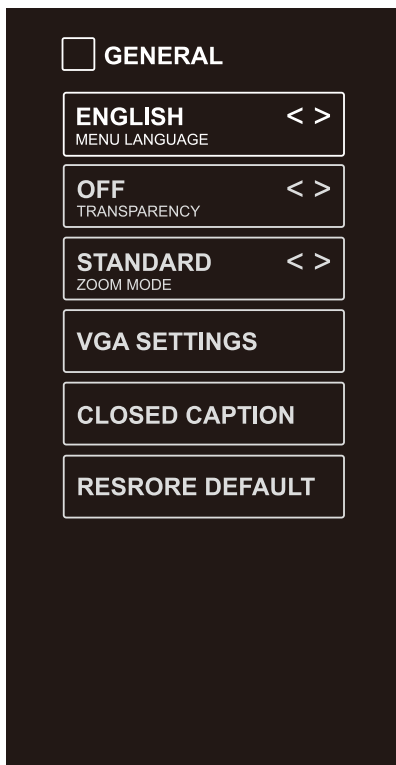 GENERAL
ENGLISH < >
MENU LANGUAGE
OFF < >
TRANSPARENCY
STANDARD < >
ZOOM MODE
VGA SETTINGS
CLOSED CAPTION
RESRORE DEFAULT